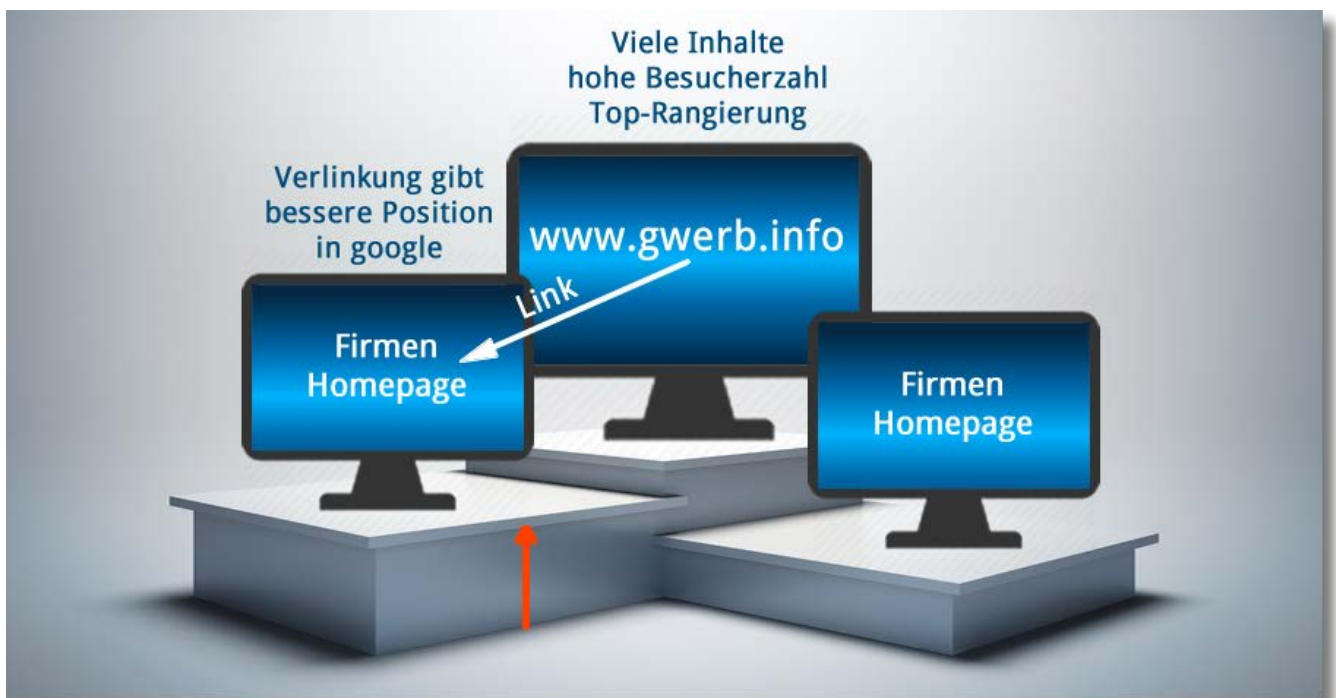 Viele Inhalte
hohe Besucherzahl
Top-Rangierung
Verlinkung gibt
bessere Position
in google
www.gwerb.info
Link
Firmen
Homepage
Firmen
Homepage